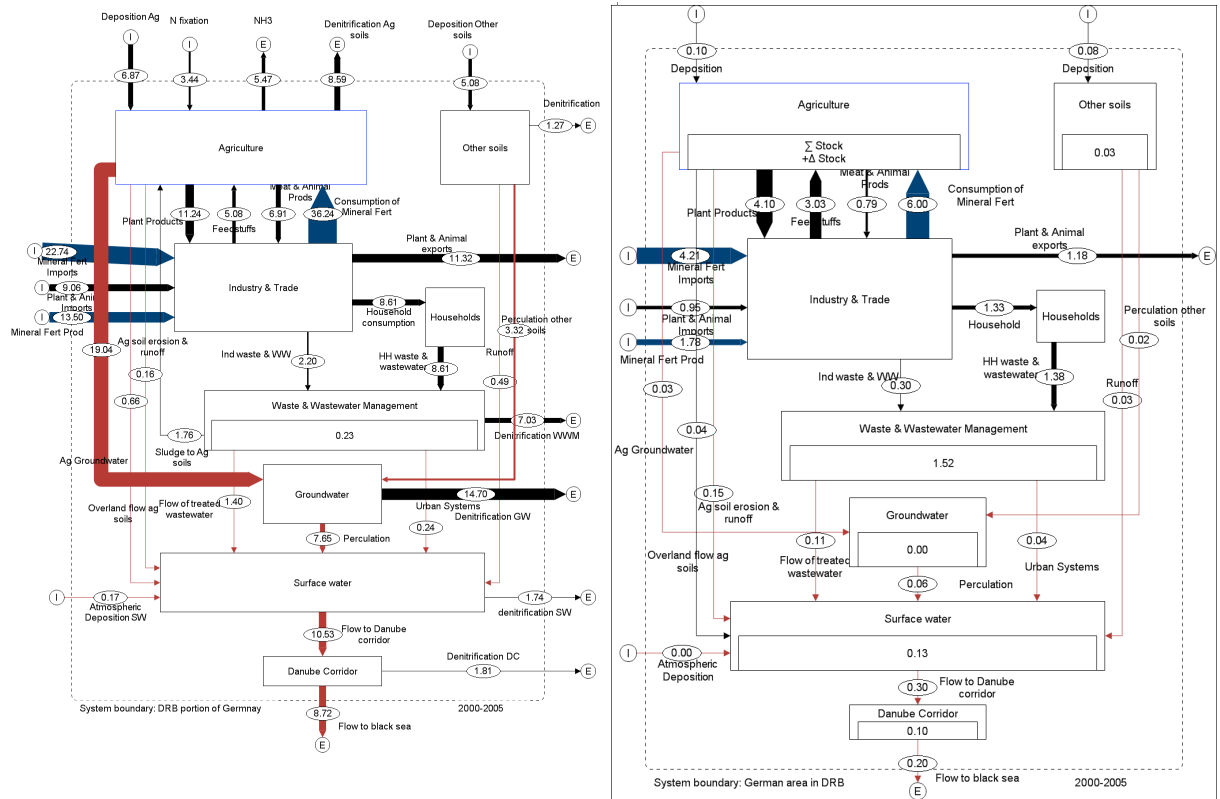 Deposition Ag
N fixation
NH3
Denitrification Ag
soils
Deposition Other
soils
I
I
E
E
I
6.87
3.44
5.47
8.59
5.08
Denitrification
1.27
E
Agriculture
Other soils
Meat & Animal
Prods
Consumption of
Mineral Fert
Plant Products
11.24
5.08
6.91
36.24
Feedstuffs
Plant & Animal
exports
I
22.74
11.32
E
Mineral Fert
Imports
I
9.06
Industry & Trade
Plant & Animal
Imports
8.61
Household
consumption
Households
I
13.50
Mineral Fert Prod
Perculation other
soils
3.32
Ag soil erosion &
runoff
19.04
Ind waste & WW
2.20
HH waste &
wastewater
8.61
Runoff
0.16
0.49
0.66
Waste & Wastewater Management
0.23
7.03
E
Denitrification WWM
1.76
Sludge to Ag
soils
Ag Groundwater
Groundwater
14.70
E
Urban Systems
Denitrification GW
Overland flow ag
soils
Flow of treated
wastewater
1.40
0.24
7.65
Perculation
Surface water
I
0.17
Atmospheric
Deposition SW
1.74
E
denitrification SW
10.53
Flow to Danube
corridor
Danube Corridor
Denitrification DC
1.81
E
System boundary: DRB portion of Germnay
2000-2005
8.72
Flow to black sea
E
I
I
0.10
0.08
Deposition
Deposition
Agriculture
Other soils
∑ Stock
+Δ Stock
0.03
Meat & Animal
Prods
Consumption of
Mineral Fert
4.10
3.03
0.79
6.00
Plant Products
Feedstuffs
Plant & Animal
exports
I
4.21
1.18
E
Mineral Fert
Imports
Industry & Trade
I
0.95
Plant & Animal
Imports
1.33
Household
Households
Perculation other
soils
0.02
I
1.78
Mineral Fert Prod
Ind waste & WW
0.30
HH waste &
wastewater
1.38
Runoff
0.03
0.03
0.04
Waste & Wastewater Management
1.52
Ag Groundwater
0.15
Ag soil erosion &
runoff
Groundwater
0.00
0.11
0.04
Overland flow ag
soils
Flow of treated
wastewater
0.06
Perculation
Urban Systems
Surface water
0.13
I
0.00
Atmospheric
Deposition
0.30
Flow to Danube
corridor
Danube Corridor
0.10
0.20
Flow to black sea
System boundary: German area in DRB
2000-2005
E